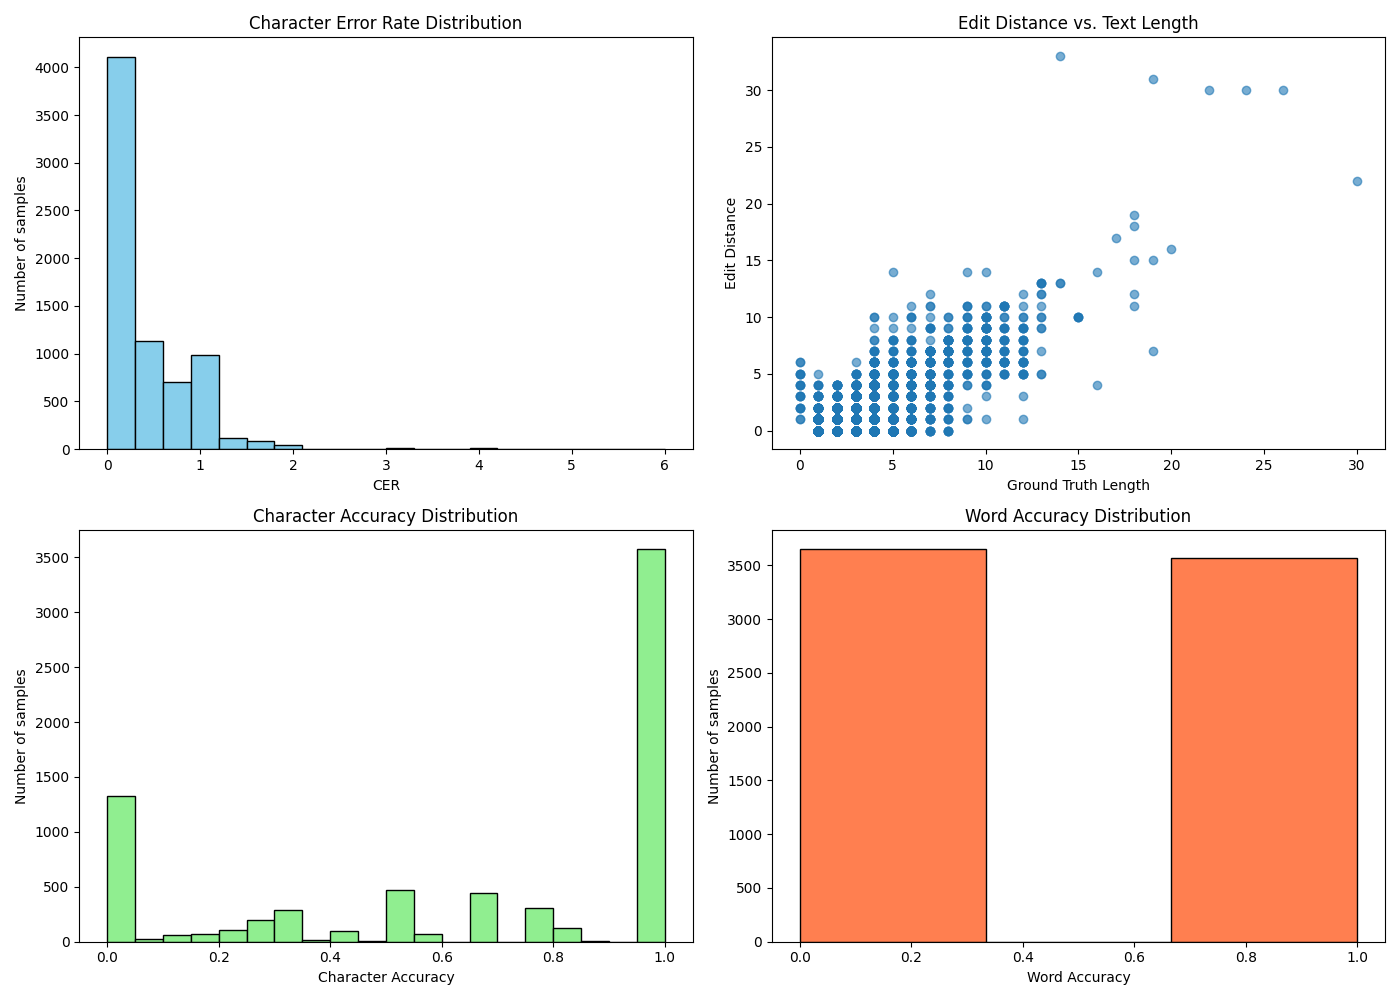 Character Error Rate Distribution
Number of samples
4000
3500
3000
2500
2000
1500
1000
500
0
0 1 2 3 4 5 6
CER
Edit Distance vs. Text Length
Edit Distance
30
25
20
15
10
5
0
0 5 10 15 20 25 30
Ground Truth Length
Character Accuracy Distribution
Number of samples
3500
3000
2500
2000
1500
1000
500
0
0.0 0.2 0.4 0.6 0.8 1.0
Character Accuracy
Word Accuracy Distribution
Number of samples
3500
3000
2500
2000
1500
1000
500
0
0.0 0.2 0.4 0.6 0.8 1.0
Word Accuracy